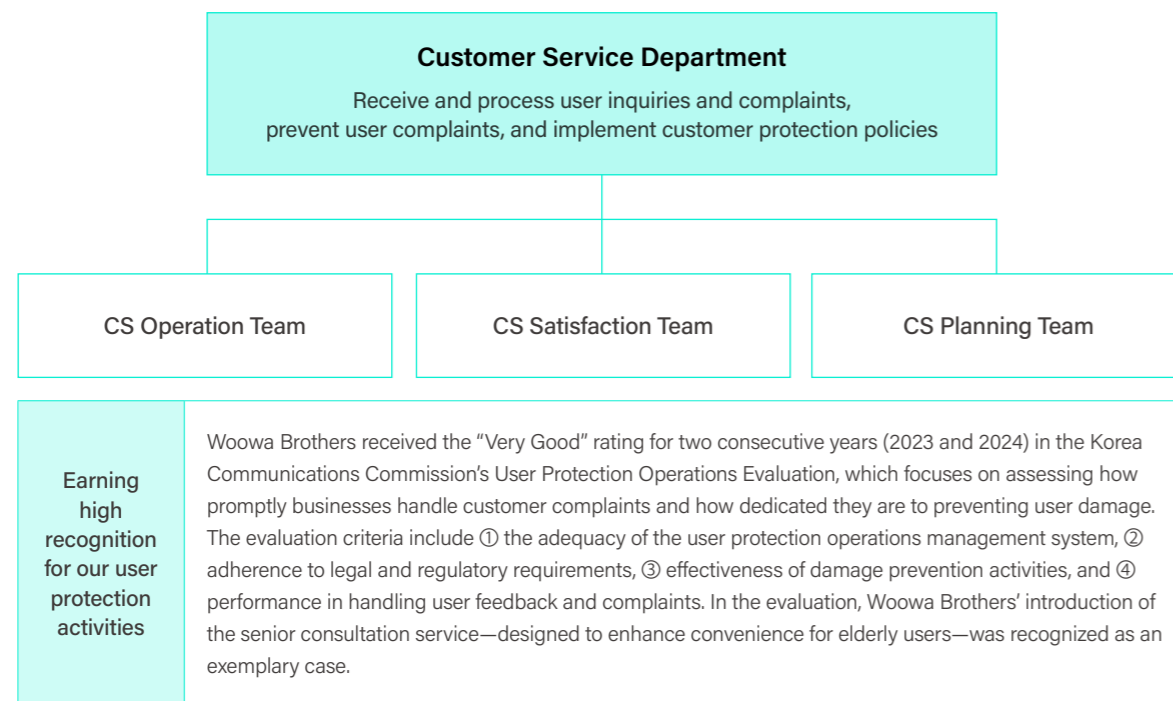 Customer Service Department
Receive and process user inquiries and complaints,
prevent user complaints, and implement customer protection policies
CS Operation Team
CS Satisfaction Team
CS Planning Team
Earning
high
recognition
for our user
protection
activities
Woowa Brothers received the “Very Good” rating for two consecutive years (2023 and 2024) in the Korea
Communications Commission’s User Protection Operations Evaluation, which focuses on assessing how
promptly businesses handle customer complaints and how dedicated they are to preventing user damage.
The evaluation criteria include ① the adequacy of the user protection operations management system, ②
adherence to legal and regulatory requirements, ③ effectiveness of damage prevention activities, and ④
performance in handling user feedback and complaints. In the evaluation, Woowa Brothers’ introduction of
the senior consultation service—designed to enhance convenience for elderly users—was recognized as an
exemplary case.